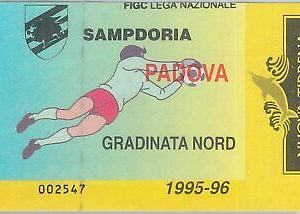 FIGC LEGA NAZIONALE
SAMPDORIA
PADOVA
GRADINATA NORD
002547
1995-96